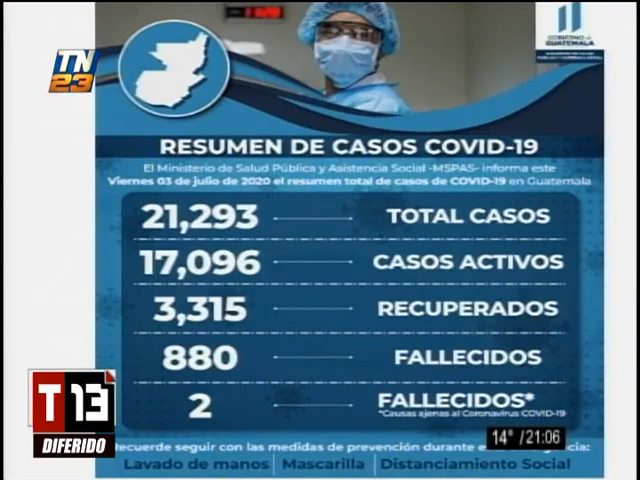 TN
23
GOBIERNO de
GUATEMALA
RESUMEN DE CASOS COVID-19
El Ministerio de Salud Pública y Asistencia Social -MSPAS- informa este
Viernes 03 de julio de 2020 el resumen total de casos de COVID-19 en Guatemala
21,293 TOTAL CASOS
17,096 CASOS ACTIVOS
3,315 RECUPERADOS
880 FALLECIDOS
2 FALLECIDOS*
*Causas ajenas al Coronavirus COVID-19
T13
DIFERIDO
14° /21:06
Recuerde seguir con las medidas de prevención durante
Lavado de manos | Mascarilla | Distanciamiento Social